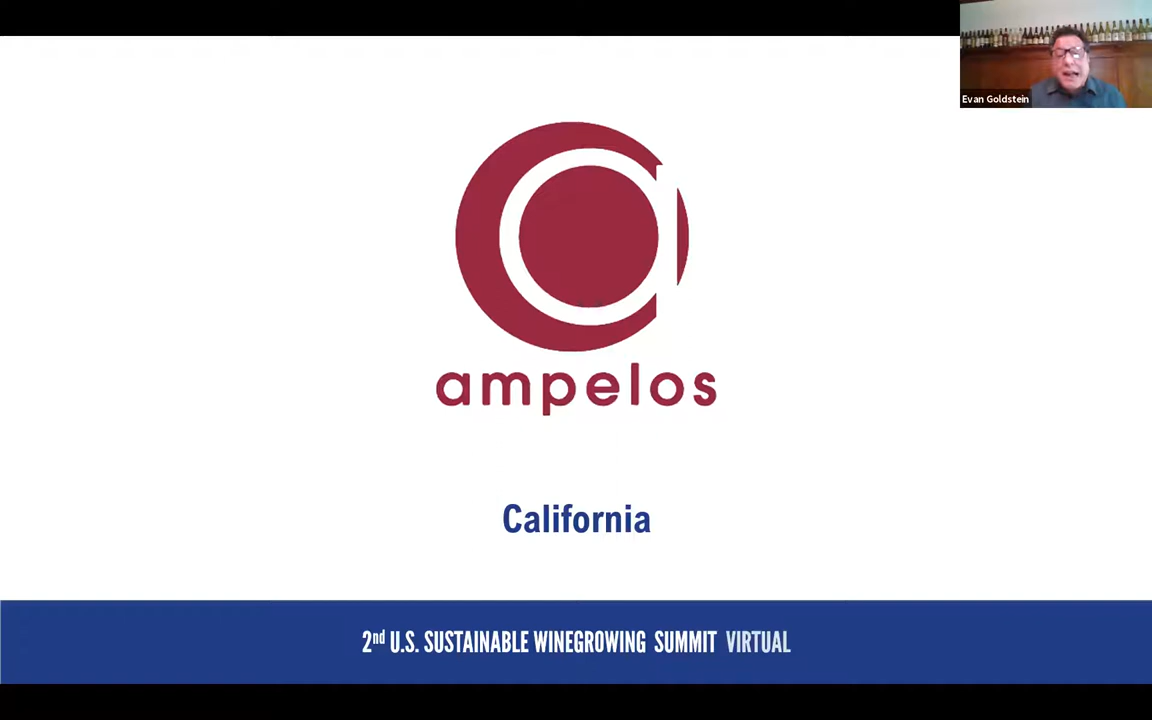 Evan Goldstein
ampelos
California
2nd U.S. SUSTAINABLE WINEGROWING SUMMIT VIRTUAL